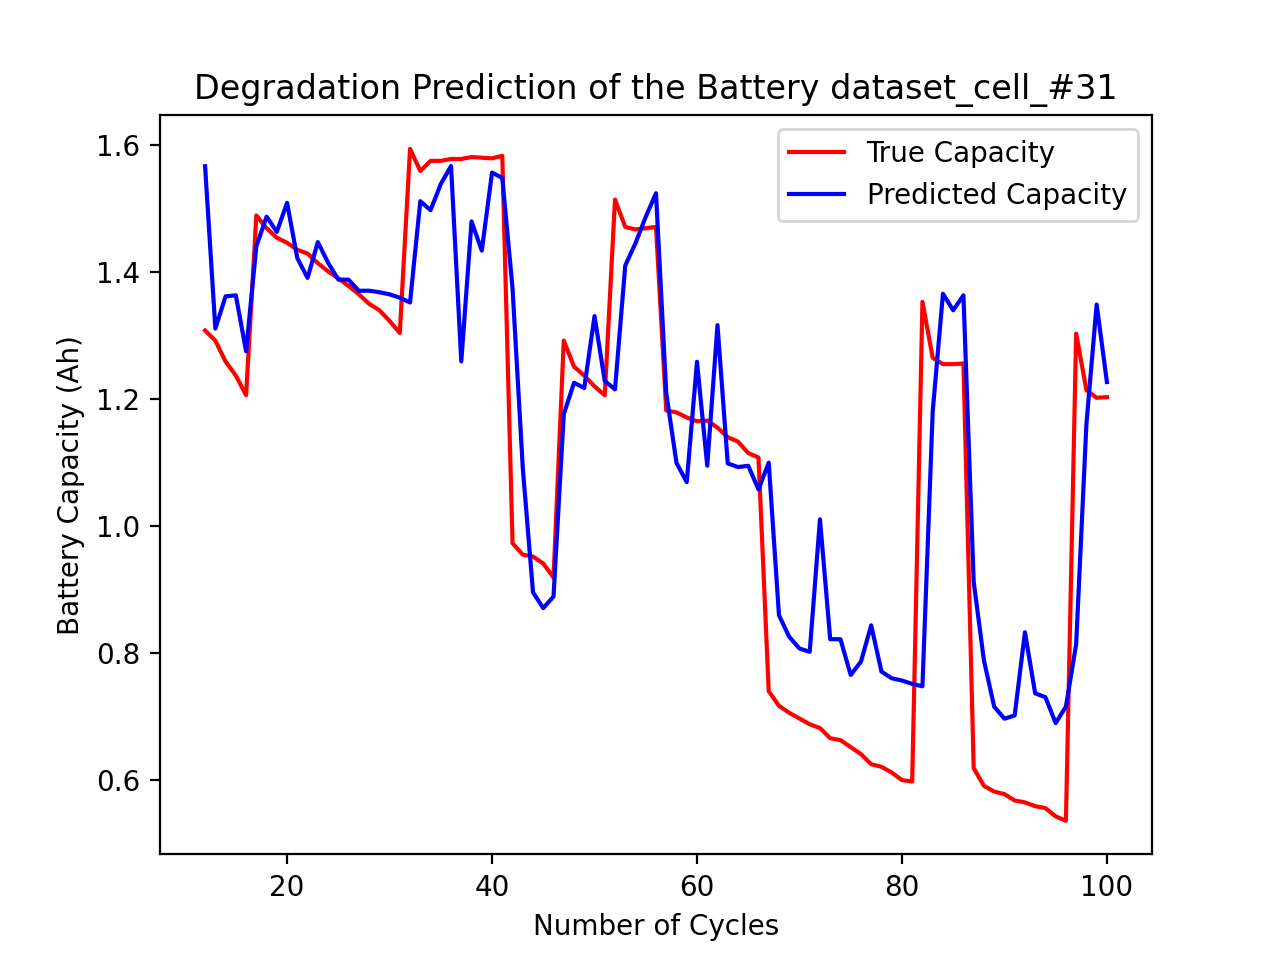 Degradation Prediction of the Battery dataset_cell_#31
True Capacity
Predicted Capacity
Battery Capacity (Ah)
1.6
1.4
1.2
1.0
0.8
0.6
20 40 60 80 100
Number of Cycles